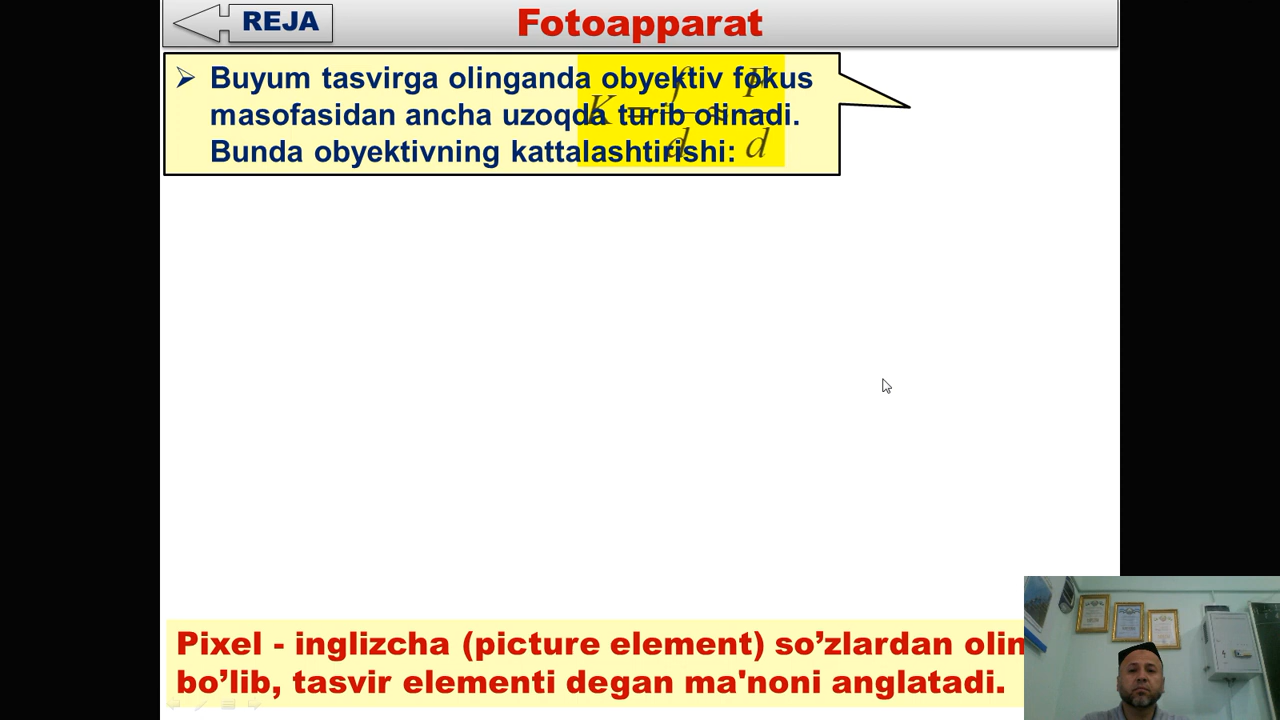 REJA
Fotoapparat
➢ Buyum tasvirga olinganda obyektiv fokus
masofasidan ancha uzoqda turib olinadi.
Bunda obyektivning kattalashtirishi:
K = f/d ≈ F/d
Pixel - inglizcha (picture element) so’zlardan olin
bo’lib, tasvir elementi degan ma'noni anglatadi.